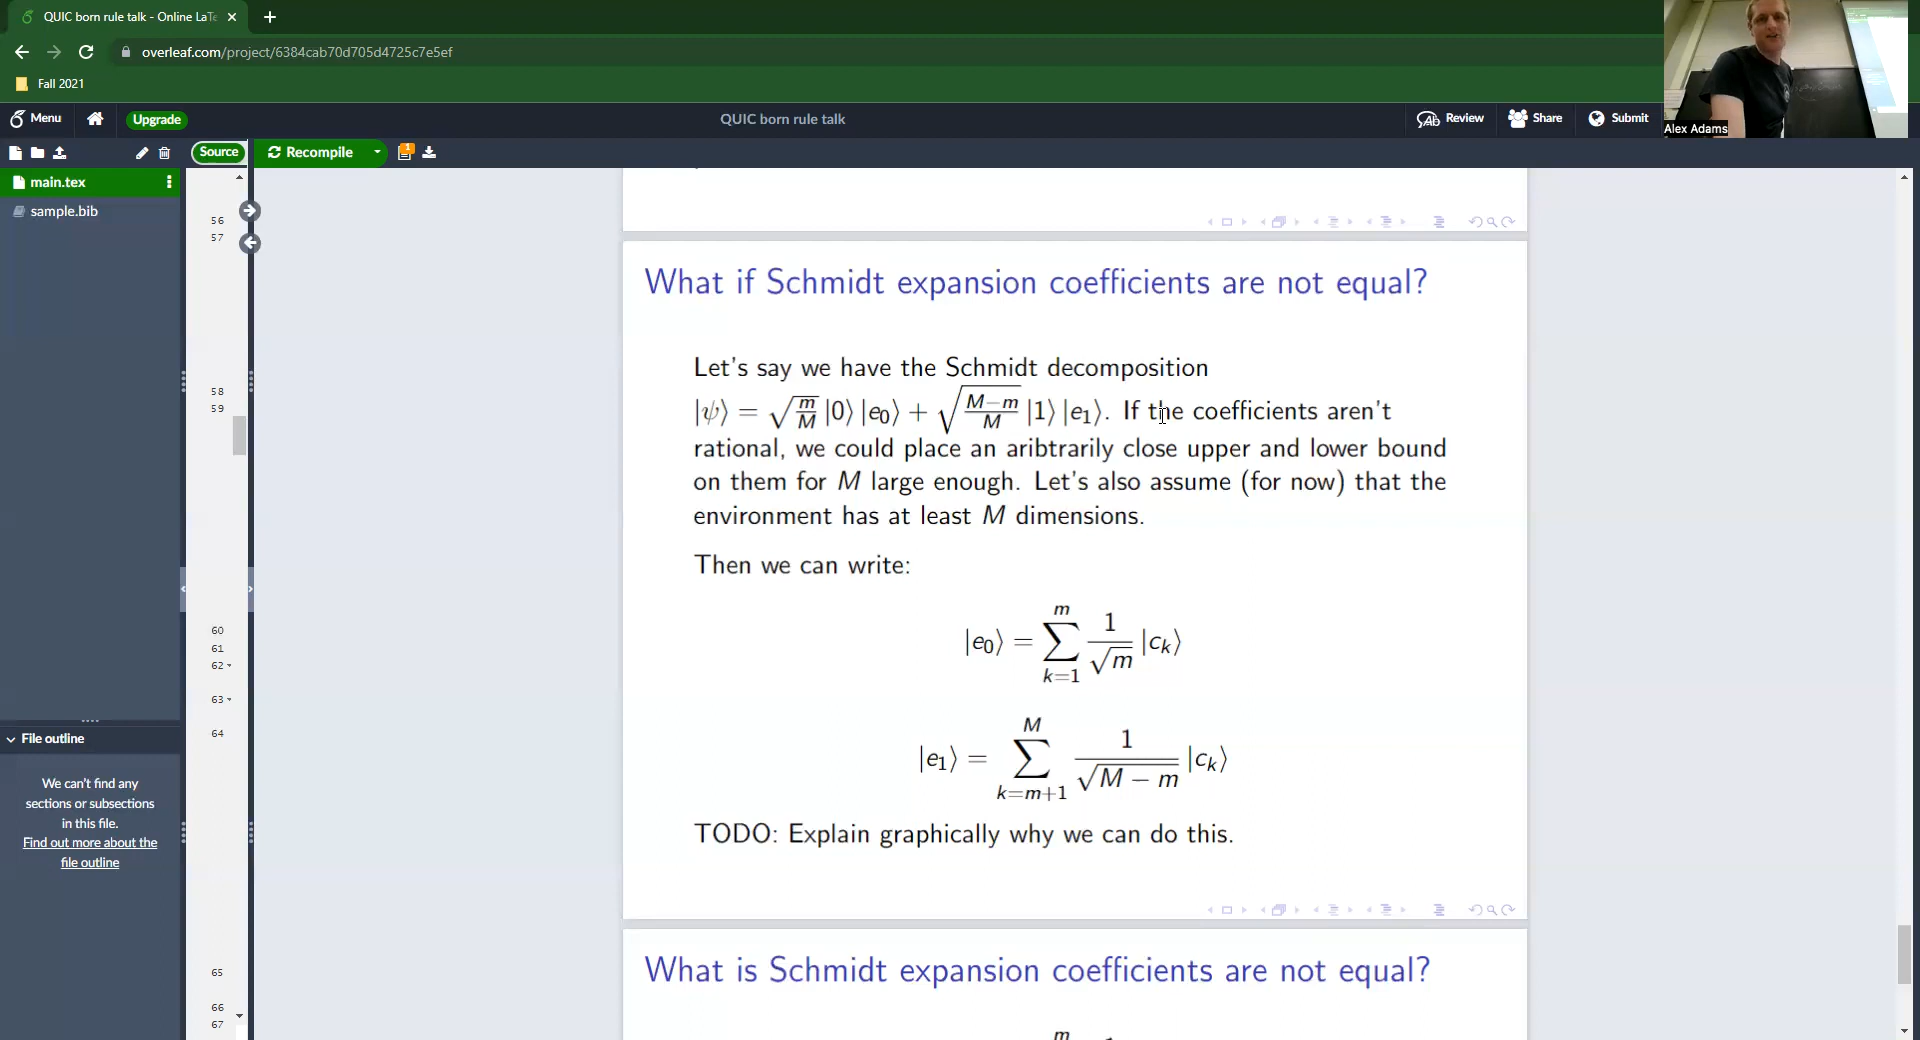 QUIC born rule talk - Online LaTe
overleaf.com/project/6384cab70d705d4725c7e5ef
Fall 2021
Menu
Upgrade
QUIC born rule talk
Review
Share
Submit
Alex Adams
Source
Recompile
1
main.tex
sample.bib
56
57
58
59
60
61
62
63
64
65
66
67
File outline
We can't find any
sections or subsections
in this file.
Find out more about the
file outline
What if Schmidt expansion coefficients are not equal?
Let's say we have the Schmidt decomposition
|ψ⟩ = √(m/M) |0⟩ |e₀⟩ + √((M−m)/M) |1⟩ |e₁⟩. If the coefficients aren't
rational, we could place an aribtrarily close upper and lower bound
on them for M large enough. Let's also assume (for now) that the
environment has at least M dimensions.
Then we can write:
|e₀⟩ = ∑_{k=1}^{m} 1/√m |cₖ⟩
|e₁⟩ = ∑_{k=m+1}^{M} 1/√(M − m) |cₖ⟩
TODO: Explain graphically why we can do this.
What is Schmidt expansion coefficients are not equal?
m